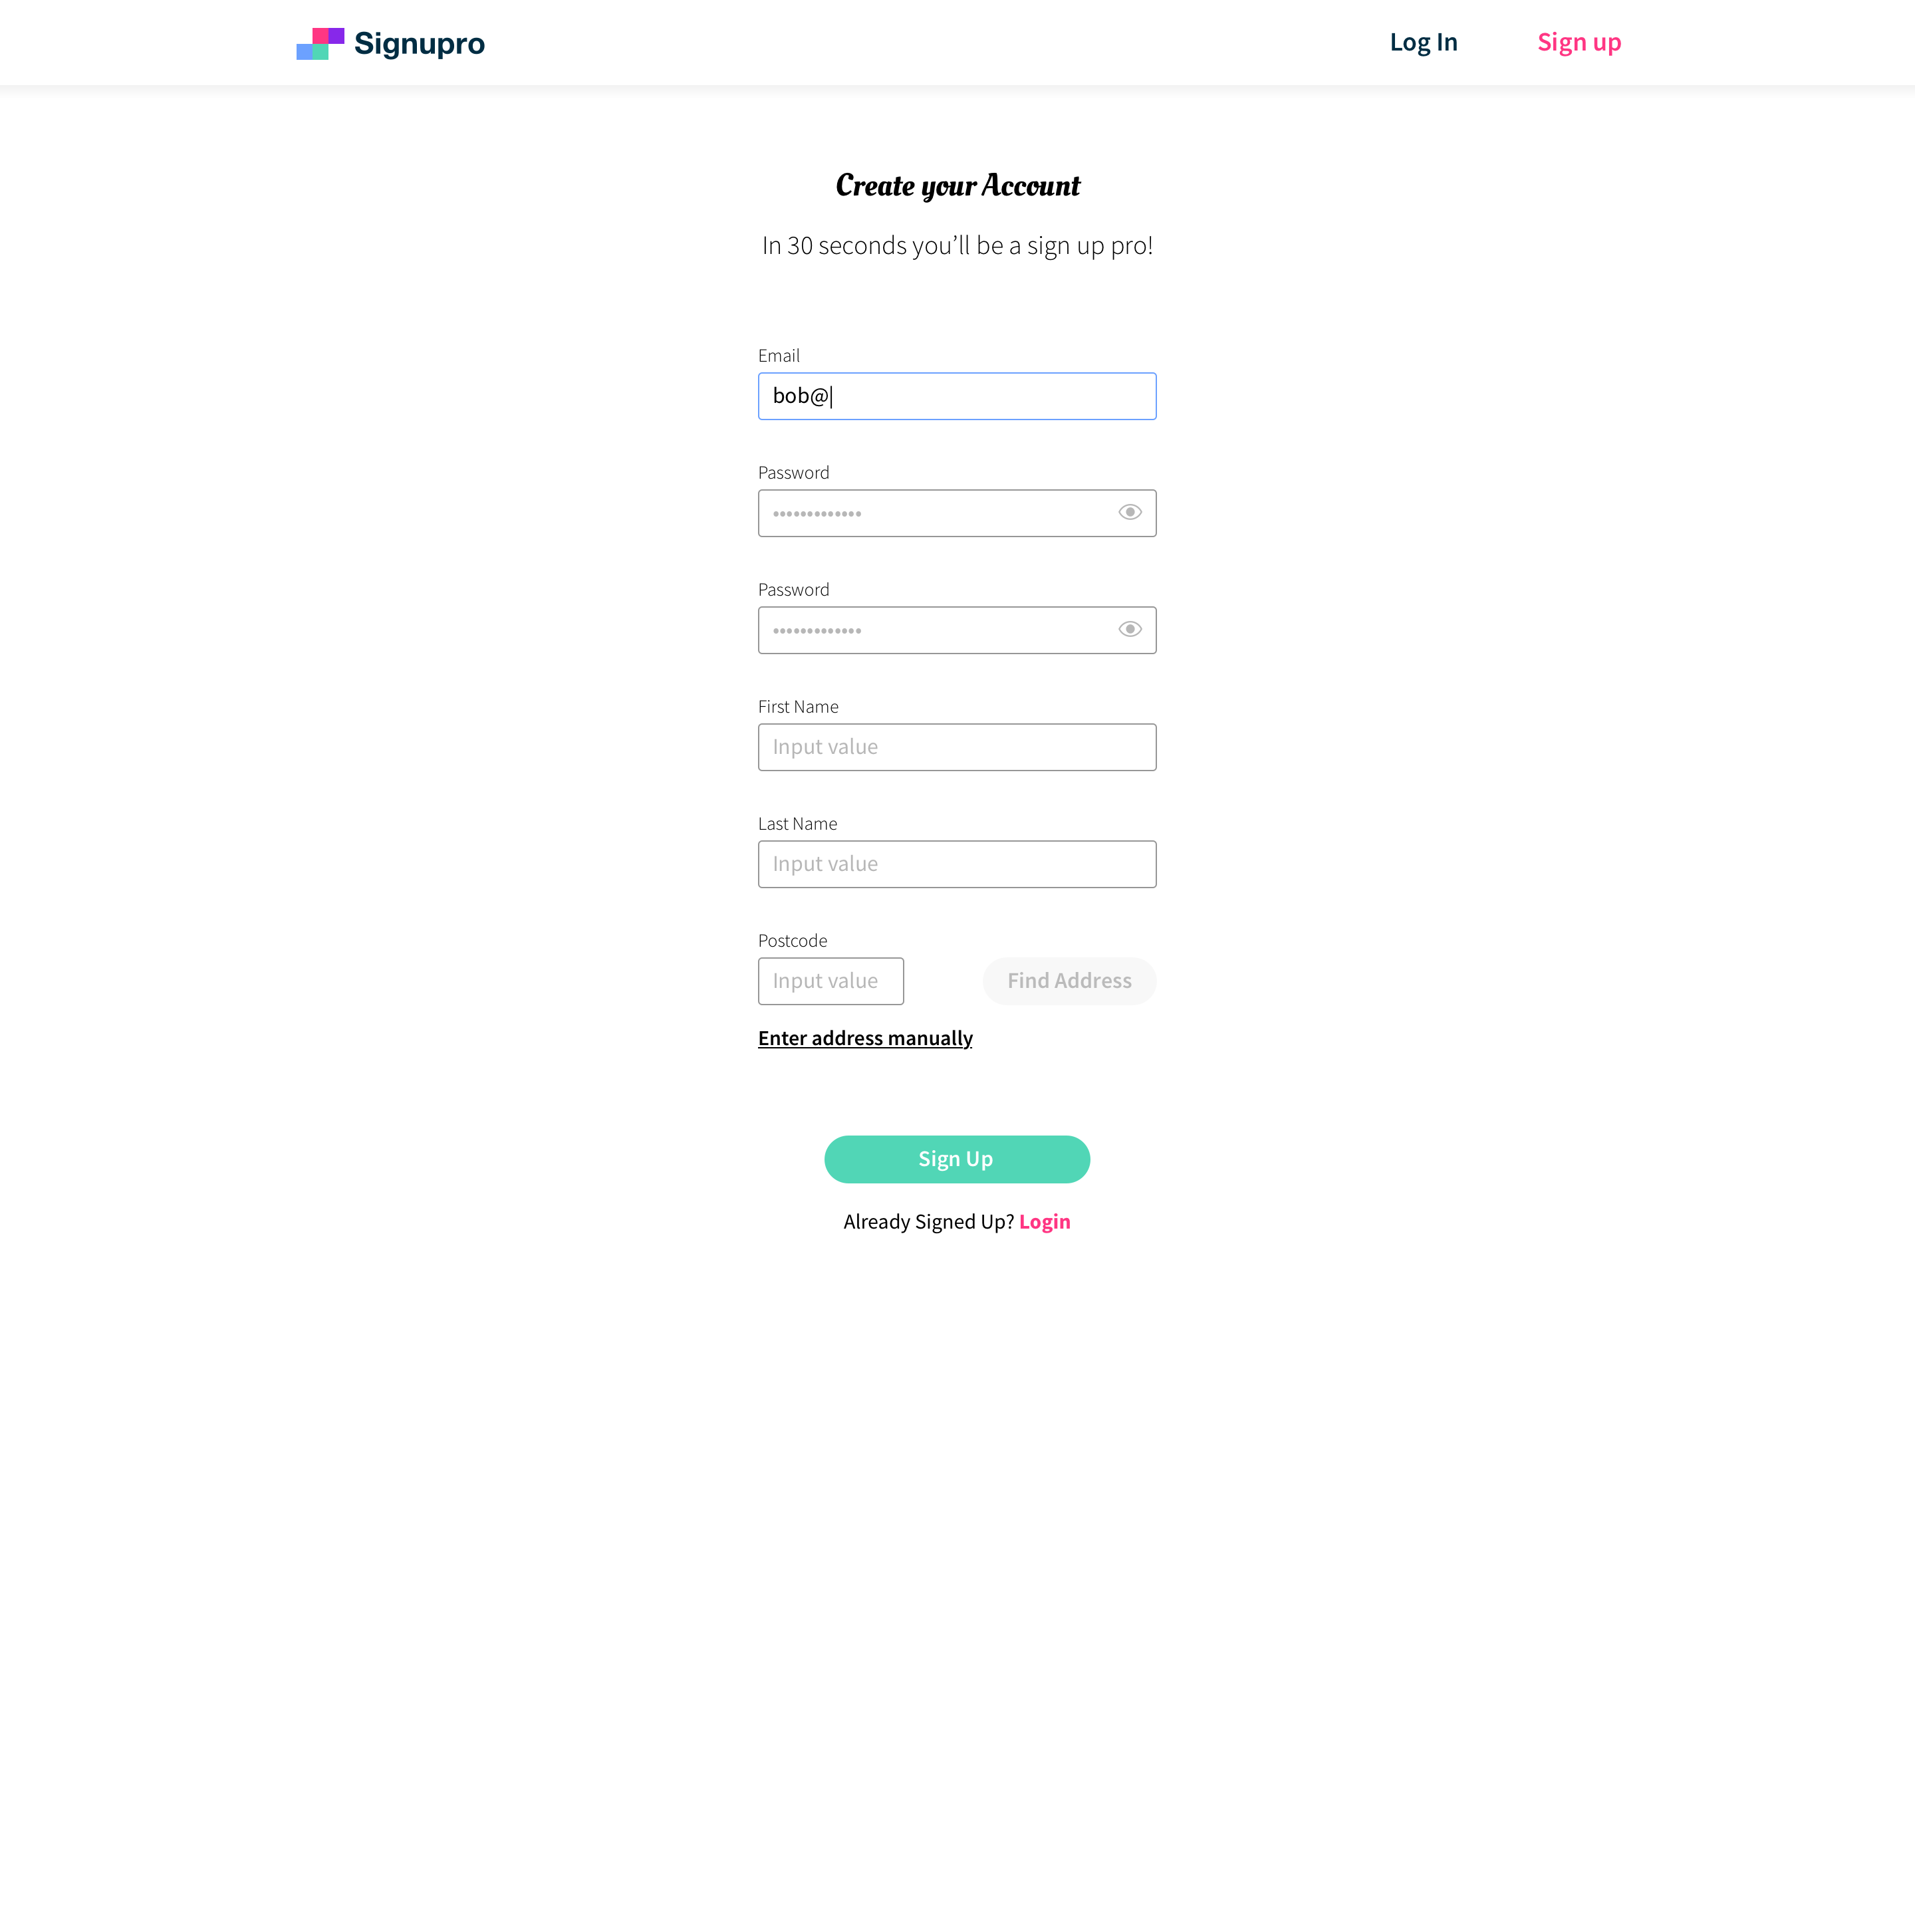 Signupro
Log In
Sign up
Create your Account
In 30 seconds you’ll be a sign up pro!
Email
bob@
Password
•••••••••••••
Password
•••••••••••••
First Name
Input value
Last Name
Input value
Postcode
Input value
Find Address
Enter address manually
Sign Up
Already Signed Up? Login